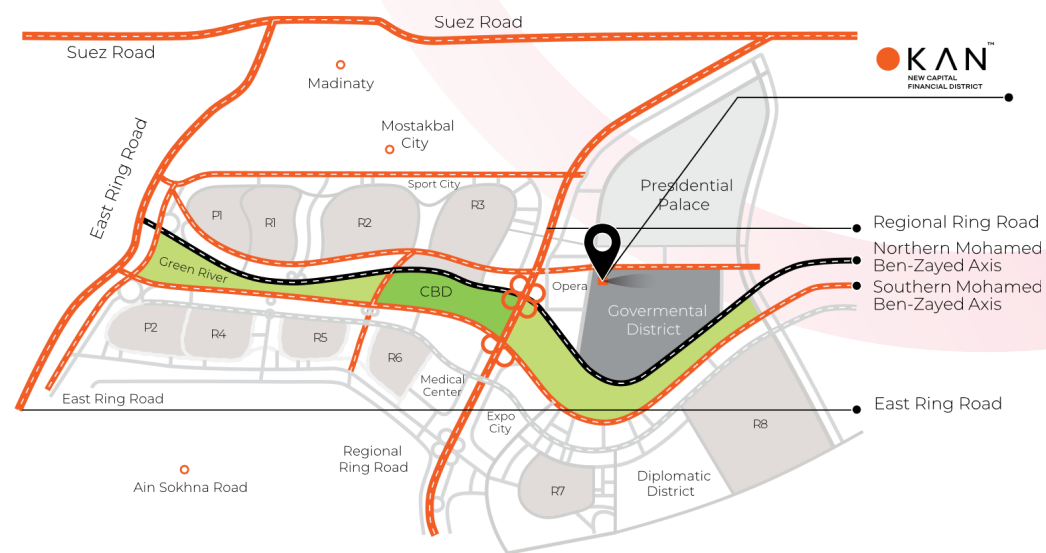 Suez Road
Suez Road
KAN™
NEW CAPITAL
FINANCIAL DISTRICT
Madinaty
Mostakbal
City
East Ring Road
Sport City
Presidential
Palace
P1
R1
R2
R3
Regional Ring Road
Northern Mohamed
Ben-Zayed Axis
Southern Mohamed
Ben-Zayed Axis
Green River
CBD
Opera
Govermental
District
P2
R4
R5
R6
Medical
Center
East Ring Road
East Ring Road
Expo
City
R8
Regional
Ring Road
Ain Sokhna Road
R7
Diplomatic
District